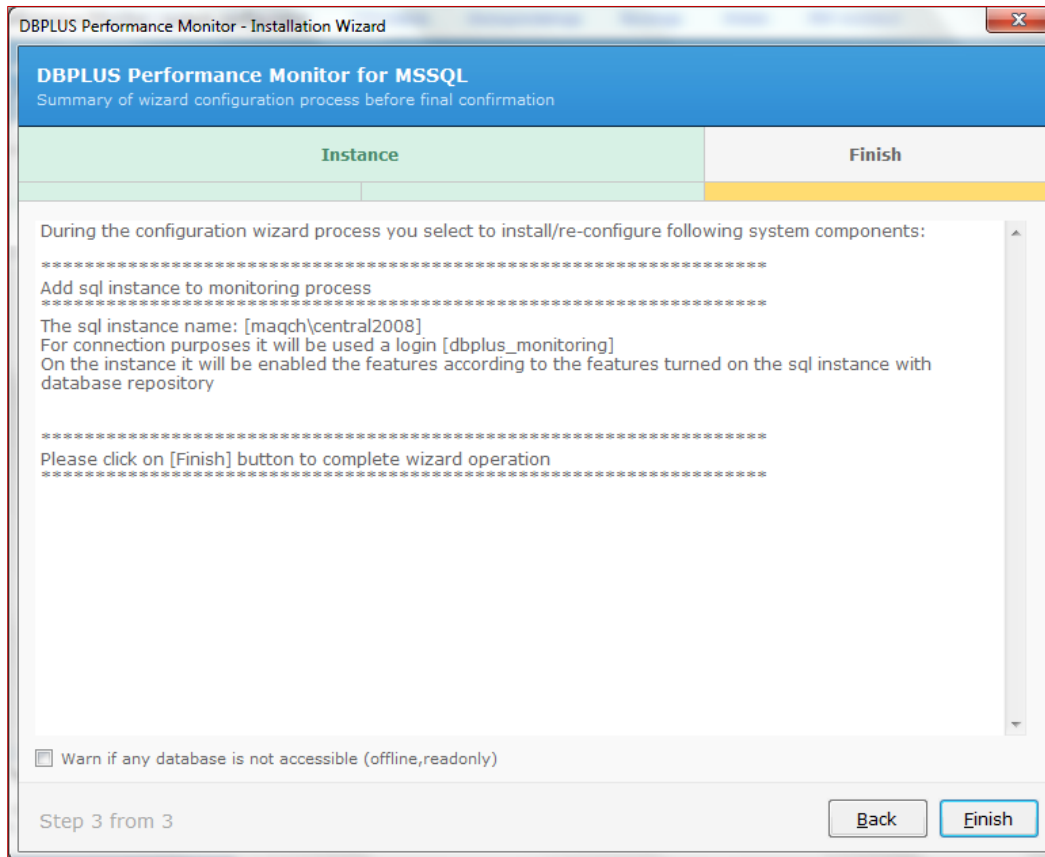 DBPLUS Performance Monitor - Installation Wizard
DBPLUS Performance Monitor for MSSQL
Summary of wizard configuration process before final confirmation
Instance
Finish
During the configuration wizard process you select to install/re-configure following system components:
*******************************************************************
Add sql instance to monitoring process
*******************************************************************
The sql instance name: [maqch\central2008]
For connection purposes it will be used a login [dbplus_monitoring]
On the instance it will be enabled the features according to the features turned on the sql instance with
database repository
*******************************************************************
Please click on [Finish] button to complete wizard operation
*******************************************************************
Warn if any database is not accessible (offline,readonly)
Step 3 from 3
Back
Finish